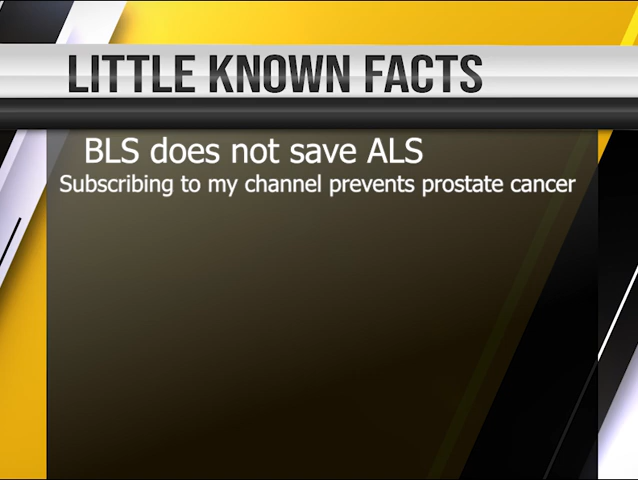 LITTLE KNOWN FACTS
BLS does not save ALS
Subscribing to my channel prevents prostate cancer